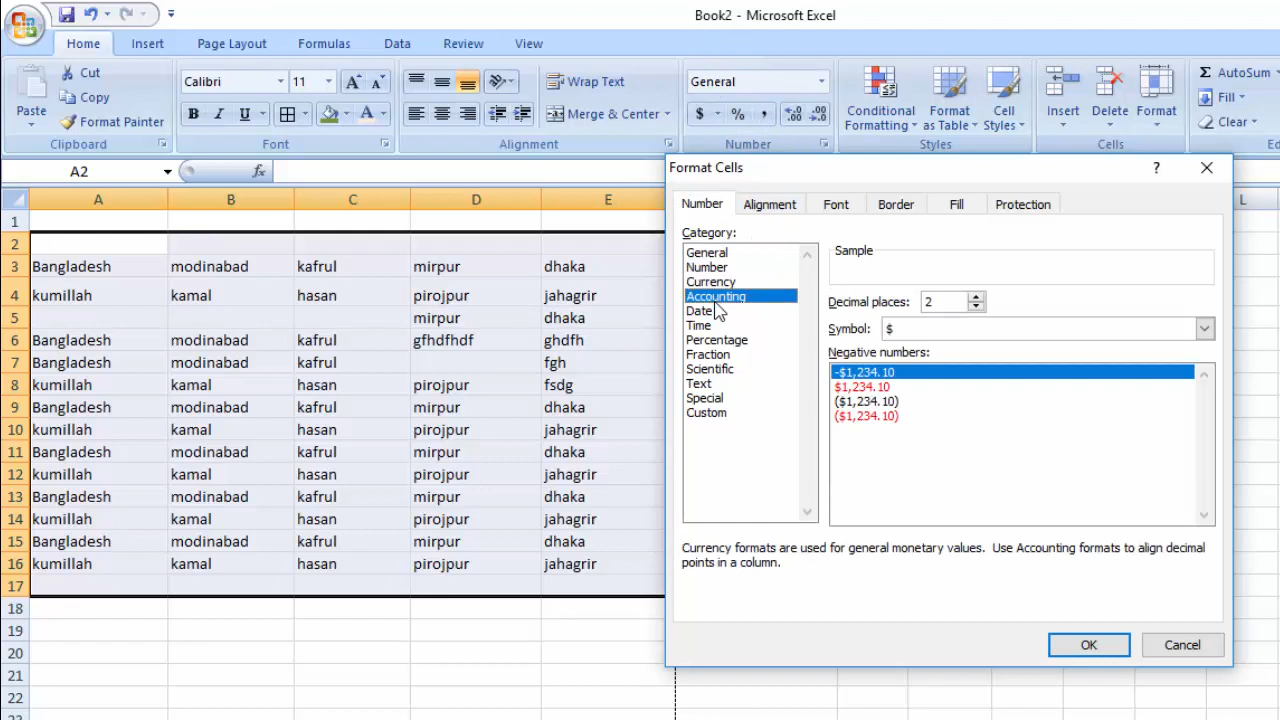 Book2 - Microsoft Excel
Home Insert Page Layout Formulas Data Review View
Paste
Cut
Copy
Format Painter
Clipboard
Calibri 11
B I U
Font
Wrap Text
Merge & Center
Alignment
General
$ % ,
Number
Conditional Formatting
Format as Table
Cell Styles
Styles
Insert
Delete
Format
Cells
Σ AutoSum
Fill
Clear
A2 fx
A B C D E L
1
2
3 Bangladesh modinabad kafrul mirpur dhaka
4 kumillah kamal hasan pirojpur jahagrir
5 mirpur dhaka
6 Bangladesh modinabad kafrul gfhdfhdf ghdfh
7 Bangladesh modinabad kafrul fgh
8 kumillah kamal hasan pirojpur fsdg
9 Bangladesh modinabad kafrul mirpur dhaka
10 kumillah kamal hasan pirojpur jahagrir
11 Bangladesh modinabad kafrul mirpur dhaka
12 kumillah kamal hasan pirojpur jahagrir
13 Bangladesh modinabad kafrul mirpur dhaka
14 kumillah kamal hasan pirojpur jahagrir
15 Bangladesh modinabad kafrul mirpur dhaka
16 kumillah kamal hasan pirojpur jahagrir
17
18
19
20
21
22
Format Cells ?
Number Alignment Font Border Fill Protection
Category:
General
Number
Currency
Accounting
Date
Time
Percentage
Fraction
Scientific
Text
Special
Custom
Sample
Decimal places: 2
Symbol: $
Negative numbers:
-$1,234.10
$1,234.10
($1,234.10)
($1,234.10)
Currency formats are used for general monetary values. Use Accounting formats to align decimal
points in a column.
OK Cancel